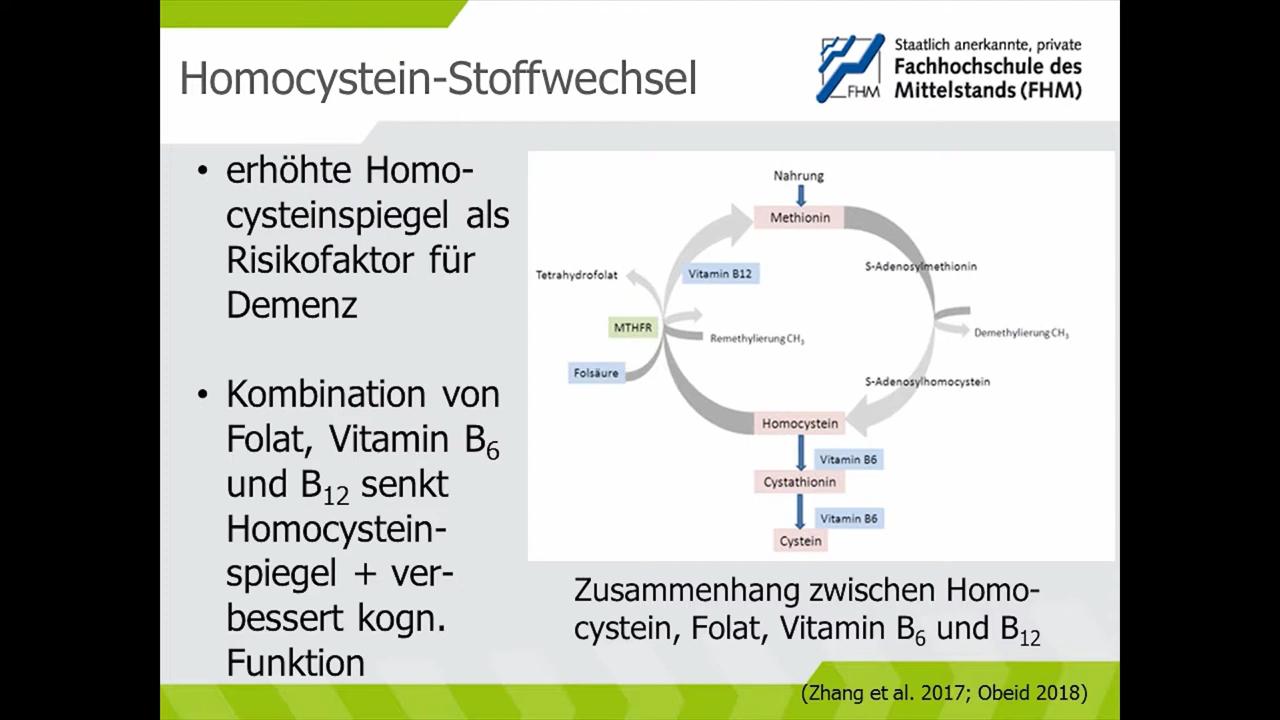 Homocystein-Stoffwechsel
FHM
Staatlich anerkannte, private
Fachhochschule des
Mittelstands (FHM)
• erhöhte Homo-
cysteinspiegel als
Risikofaktor für
Demenz
• Kombination von
Folat, Vitamin B₆
und B₁₂ senkt
Homocystein-
spiegel + ver-
bessert kogn.
Funktion
Nahrung
Methionin
S-Adenosylmethionin
Tetrahydrofolat
Vitamin B12
MTHFR
Remethylierung CH₃
Demethylierung CH₃
Folsäure
S-Adenosylhomocystein
Homocystein
Vitamin B6
Cystathionin
Vitamin B6
Cystein
Zusammenhang zwischen Homo-
cystein, Folat, Vitamin B₆ und B₁₂
(Zhang et al. 2017; Obeid 2018)